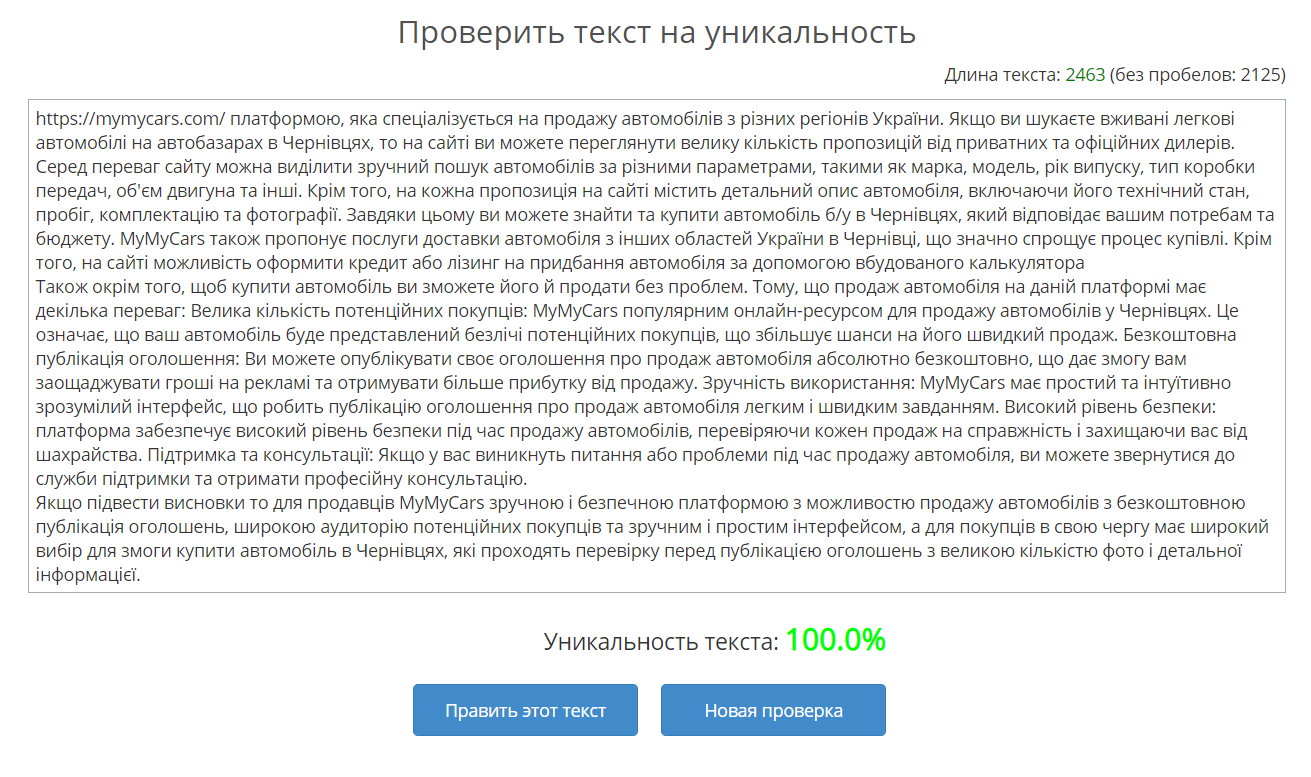 Проверить текст на уникальность
Длина текста: 2463 (без пробелов: 2125)
https://mymycars.com/ платформою, яка спеціалізується на продажу автомобілів з різних регіонів України. Якщо ви шукаєте вживані легкові
автомобілі на автобазарах в Чернівцях, то на сайті ви можете переглянути велику кількість пропозицій від приватних та офіційних дилерів.
Серед переваг сайту можна виділити зручний пошук автомобілів за різними параметрами, такими як марка, модель, рік випуску, тип коробки
передач, об'єм двигуна та інші. Крім того, на кожна пропозиція на сайті містить детальний опис автомобіля, включаючи його технічний стан,
пробіг, комплектацію та фотографії. Завдяки цьому ви можете знайти та купити автомобіль б/у в Чернівцях, який відповідає вашим потребам та
бюджету. MyMyCars також пропонує послуги доставки автомобіля з інших областей України в Чернівці, що значно спрощує процес купівлі. Крім
того, на сайті можливість оформити кредит або лізинг на придбання автомобіля за допомогою вбудованого калькулятора
Також окрім того, щоб купити автомобіль ви зможете його й продати без проблем. Тому, що продаж автомобіля на даній платформі має
декілька переваг: Велика кількість потенційних покупців: MyMyCars популярним онлайн-ресурсом для продажу автомобілів у Чернівцях. Це
означає, що ваш автомобіль буде представлений безлічі потенційних покупців, що збільшує шанси на його швидкий продаж. Безкоштовна
публікація оголошення: Ви можете опублікувати своє оголошення про продаж автомобіля абсолютно безкоштовно, що дає змогу вам
заощаджувати гроші на рекламі та отримувати більше прибутку від продажу. Зручність використання: MyMyCars має простий та інтуїтивно
зрозумілий інтерфейс, що робить публікацію оголошення про продаж автомобіля легким і швидким завданням. Високий рівень безпеки:
платформа забезпечує високий рівень безпеки під час продажу автомобілів, перевіряючи кожен продаж на справжність і захищаючи вас від
шахрайства. Підтримка та консультації: Якщо у вас виникнуть питання або проблеми під час продажу автомобіля, ви можете звернутися до
служби підтримки та отримати професійну консультацію.
Якщо підвести висновки то для продавців MyMyCars зручною і безпечною платформою з можливостю продажу автомобілів з безкоштовною
публікація оголошень, широкою аудиторію потенційних покупців та зручним і простим інтерфейсом, а для покупців в свою чергу має широкий
вибір для змоги купити автомобіль в Чернівцях, які проходять перевірку перед публікацією оголошень з великою кількістю фото і детальної
інформацієї.
Уникальность текста: 100.0%
Править этот текст
Новая проверка